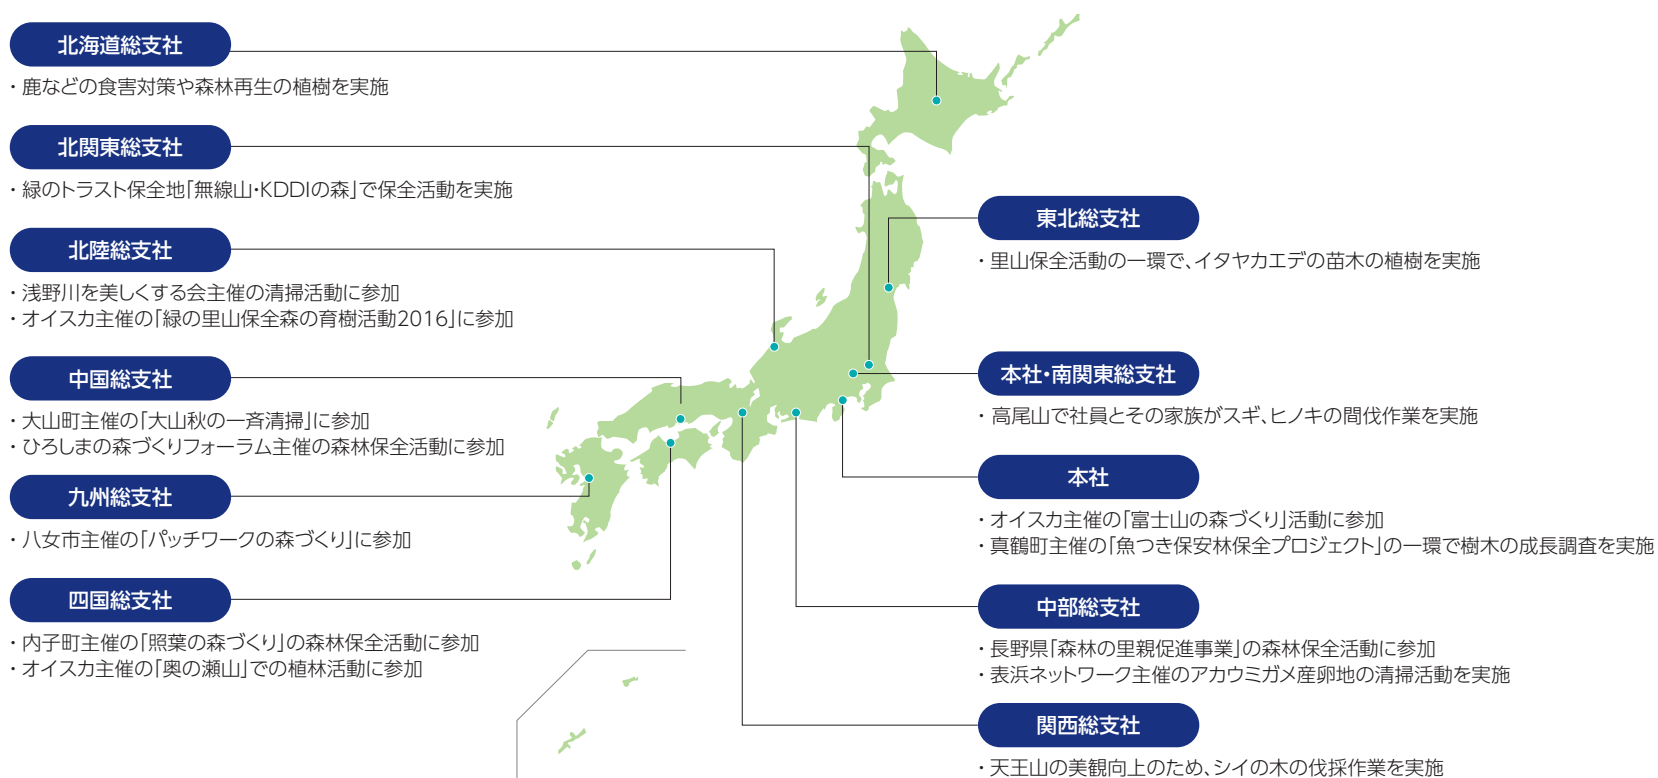 北海道総支社
・鹿などの食害対策や森林再生の植樹を実施
北関東総支社
・緑のトラスト保全地「無線山・KDDIの森」で保全活動を実施
北陸総支社
・浅野川を美しくする会主催の清掃活動に参加
・オイスカ主催の「緑の里山保全森の育樹活動2016」に参加
中国総支社
・大山町主催の「大山秋の一斉清掃」に参加
・ひろしまの森づくりフォーラム主催の森林保全活動に参加
九州総支社
・八女市主催の「パッチワークの森づくり」に参加
四国総支社
・内子町主催の「照葉の森づくり」の森林保全活動に参加
・オイスカ主催の「奥の瀬山」での植林活動に参加
東北総支社
・里山保全活動の一環で、イタヤカエデの苗木の植樹を実施
本社・南関東総支社
・高尾山で社員とその家族がスギ、ヒノキの間伐作業を実施
本社
・オイスカ主催の「富士山の森づくり」活動に参加
・真鶴町主催の「魚つき保安林保全プロジェクト」の一環で樹木の成長調査を実施
中部総支社
・長野県「森林の里親促進事業」の森林保全活動に参加
・表浜ネットワーク主催のアカウミガメ産卵地の清掃活動を実施
関西総支社
・天王山の美観向上のため、シイの木の伐採作業を実施